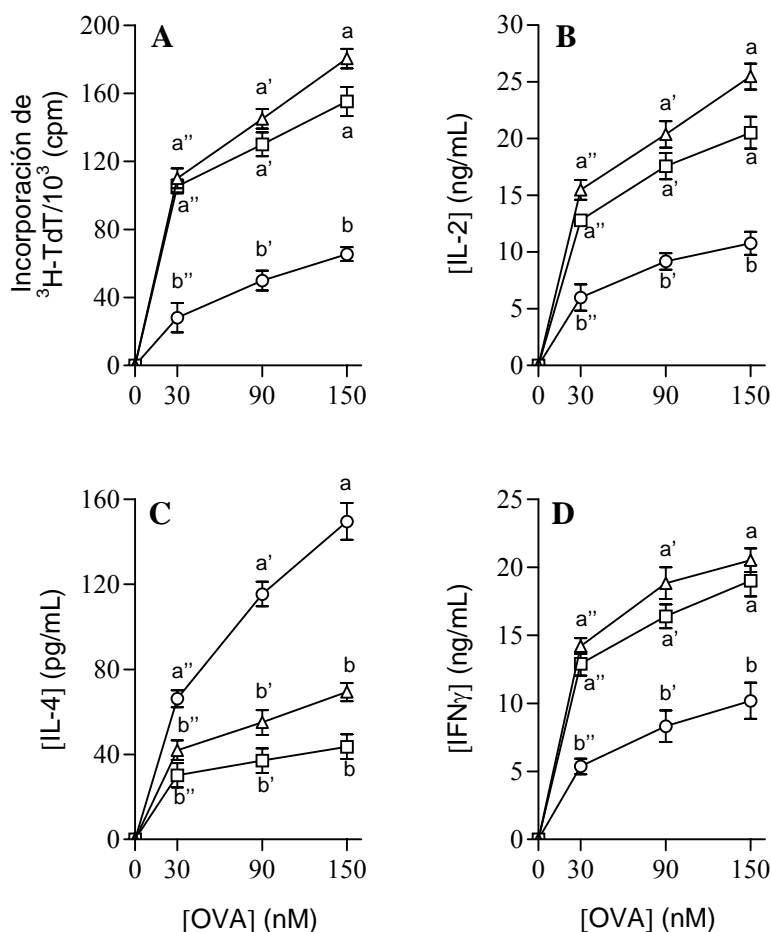 A
Incorporación de
³H-TdT/10³ (cpm)
200
160
120
80
40
0
a
a’
a’’
a
a’
a’’
b
b’
b’’
0 30 90 150
B
[IL-2] (ng/mL)
30
25
20
15
10
5
0
a
a’
a’’
a
a’
a’’
b
b’
b’’
0 30 90 150
C
[IL-4] (pg/mL)
160
120
80
40
0
a
a’
a’’
b
b’
b’’
b
b’
b’’
0 30 90 150
[OVA] (nM)
D
[IFNγ] (ng/mL)
25
20
15
10
5
0
a
a’
a’’
a
a’
a’’
b
b’
b’’
0 30 90 150
[OVA] (nM)